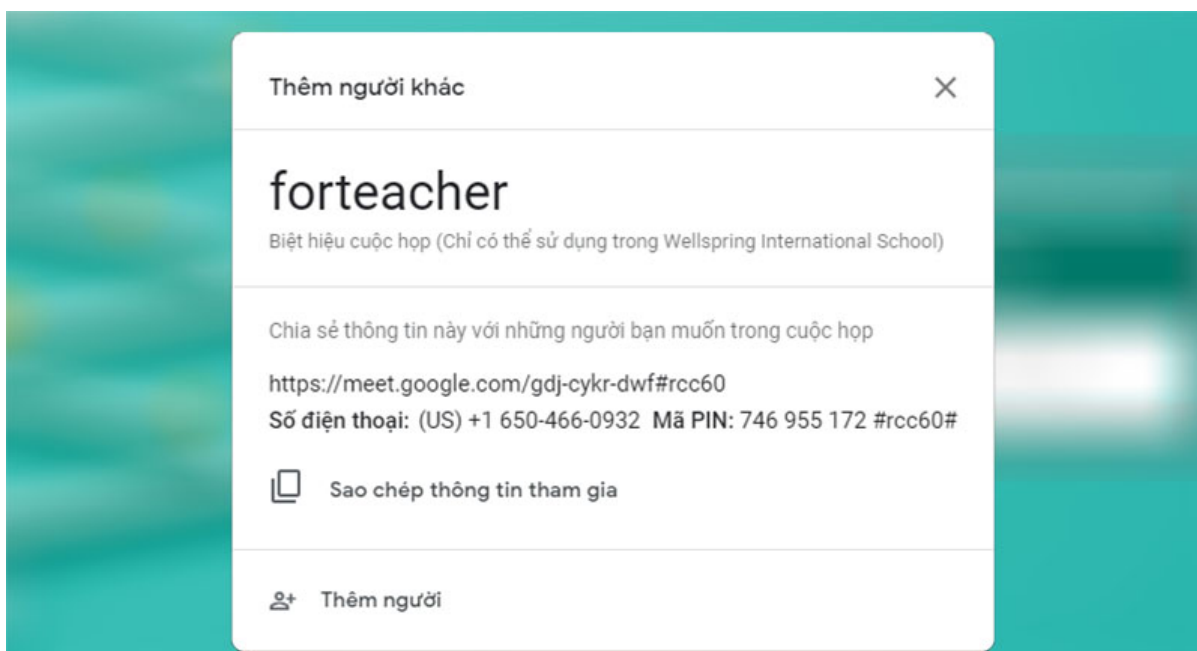 Thêm người khác
forteacher
Biệt hiệu cuộc họp (Chỉ có thể sử dụng trong Wellspring International School)
Chia sẻ thông tin này với những người bạn muốn trong cuộc họp
https://meet.google.com/gdj-cykr-dwf#rcc60
Số điện thoại: (US) +1 650-466-0932 Mã PIN: 746 955 172 #rcc60#
Sao chép thông tin tham gia
Thêm người